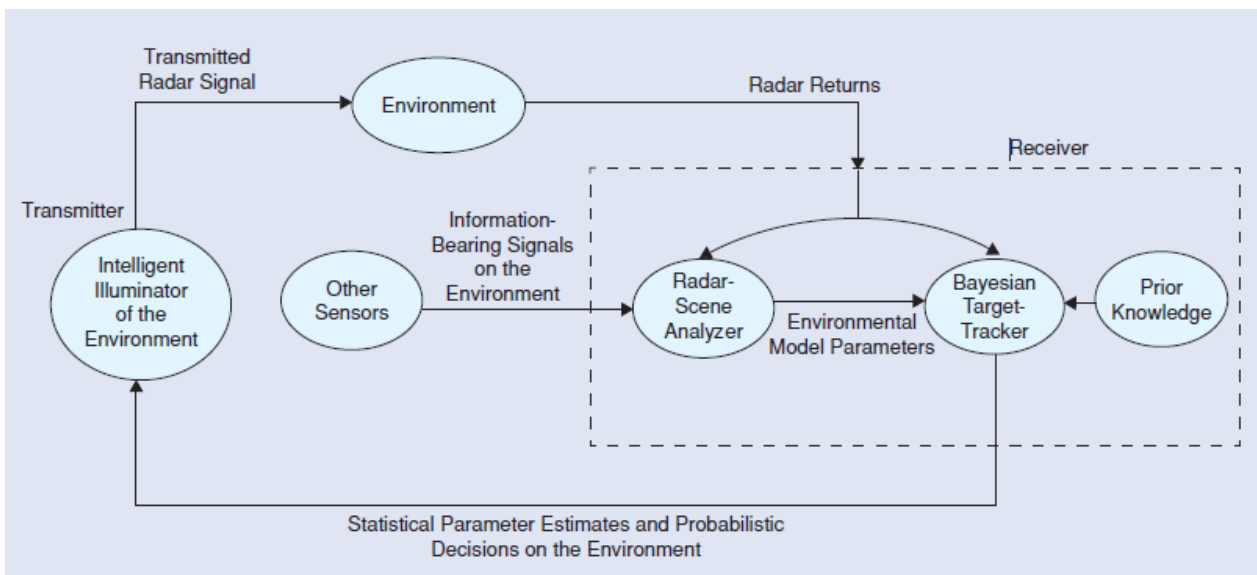 Transmitted
Radar Signal
Environment
Radar Returns
Receiver
Transmitter
Intelligent
Illuminator
of the
Environment
Other
Sensors
Information-
Bearing Signals
on the
Environment
Radar-
Scene
Analyzer
Environmental
Model Parameters
Bayesian
Target-
Tracker
Prior
Knowledge
Statistical Parameter Estimates and Probabilistic
Decisions on the Environment